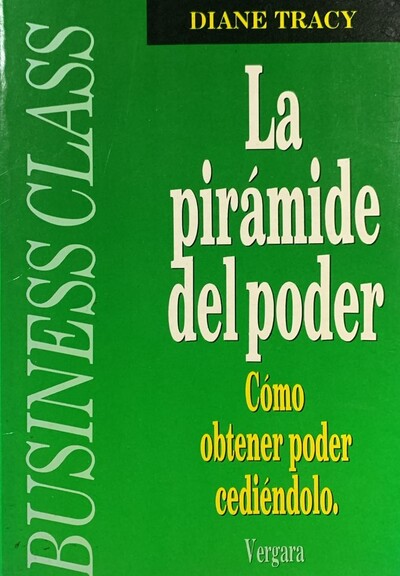 DIANE TRACY
BUSINESS CLASS
La
pirámide
del poder
Cómo
obtener poder
cediéndolo.
Vergara